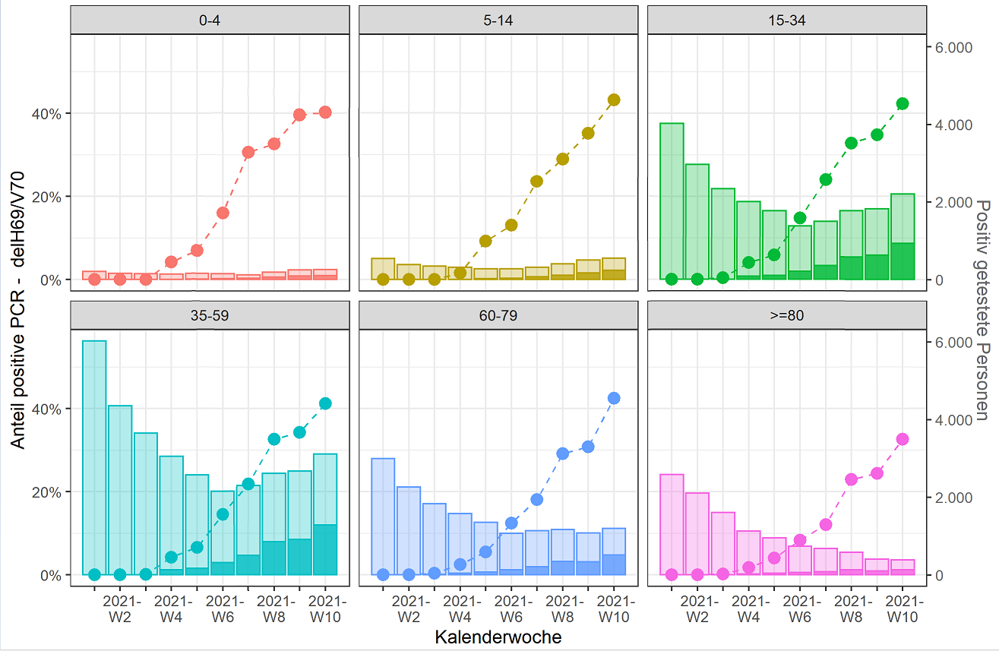 0-4
5-14
15-34
40%
20%
0%
6.000
4.000
2.000
0
35-59
60-79
>=80
40%
20%
0%
6.000
4.000
2.000
0
2021-
W2
2021-
W4
2021-
W6
2021-
W8
2021-
W10
2021-
W2
2021-
W4
2021-
W6
2021-
W8
2021-
W10
2021-
W2
2021-
W4
2021-
W6
2021-
W8
2021-
W10
Kalenderwoche
Anteil positive PCR - delH69/V70
Positiv getestete Personen